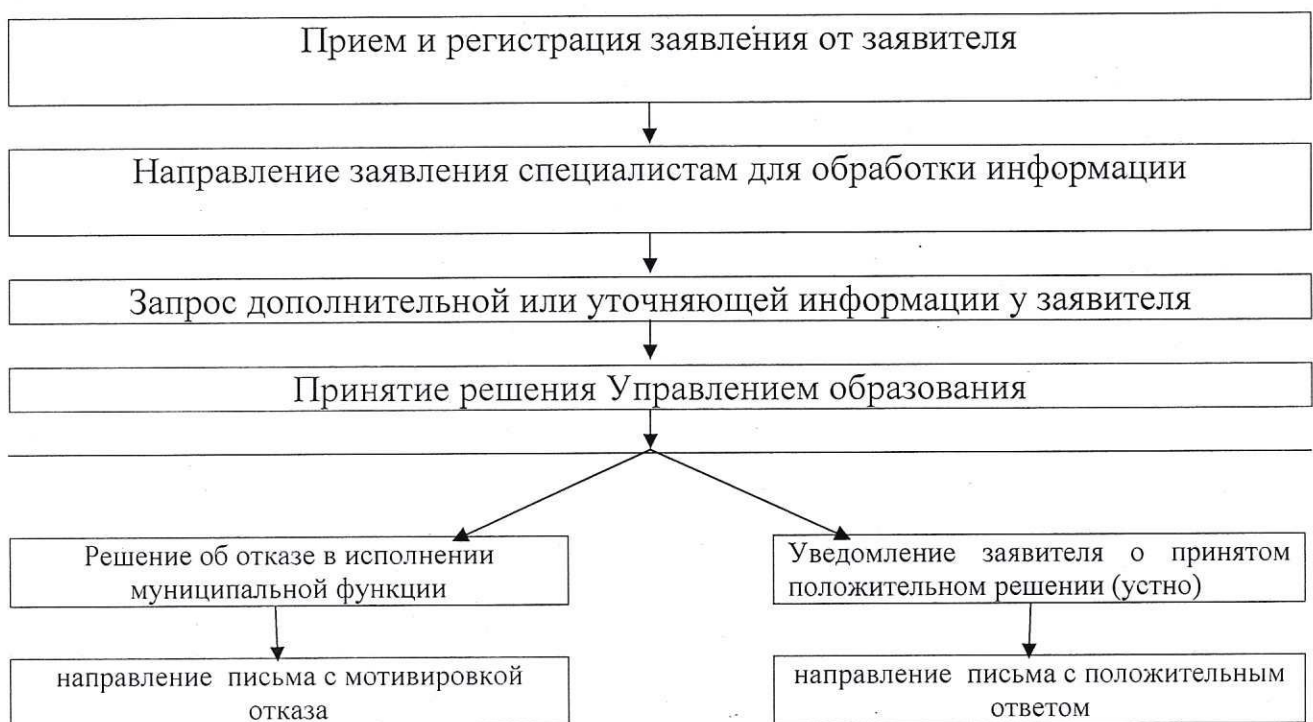 Прием и регистрация заявления от заявителя
Направление заявления специалистам для обработки информации
Запрос дополнительной или уточняющей информации у заявителя
Принятие решения Управлением образования
Решение об отказе в исполнении
муниципальной функции
Уведомление заявителя о принятом
положительном решении (устно)
направление письма с мотивировкой
отказа
направление письма с положительным
ответом